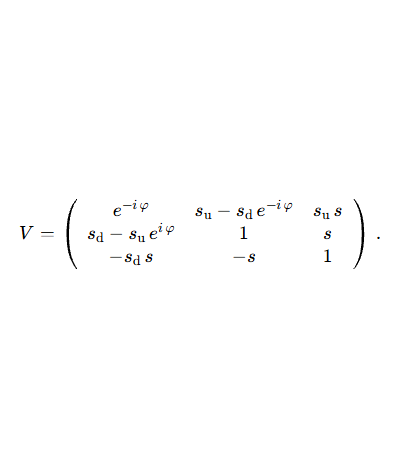 e^{-iφ} s_u − s_d e^{-iφ} s_u s
V = ( s_d − s_u e^{iφ} 1 s ) .
−s_d s −s 1